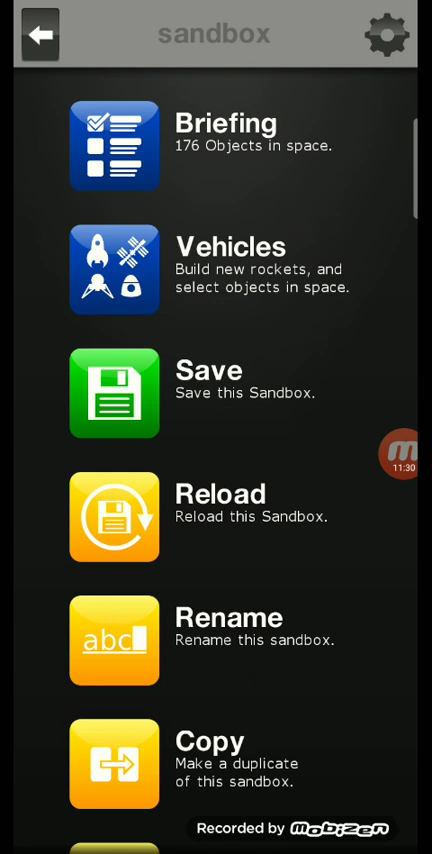 sandbox
Briefing
176 Objects in space.
Vehicles
Build new rockets, and
select objects in space.
Save
Save this Sandbox.
Reload
Reload this Sandbox.
11:30
abc
Rename
Rename this sandbox.
Copy
Make a duplicate
of this sandbox.
Recorded by mobizen